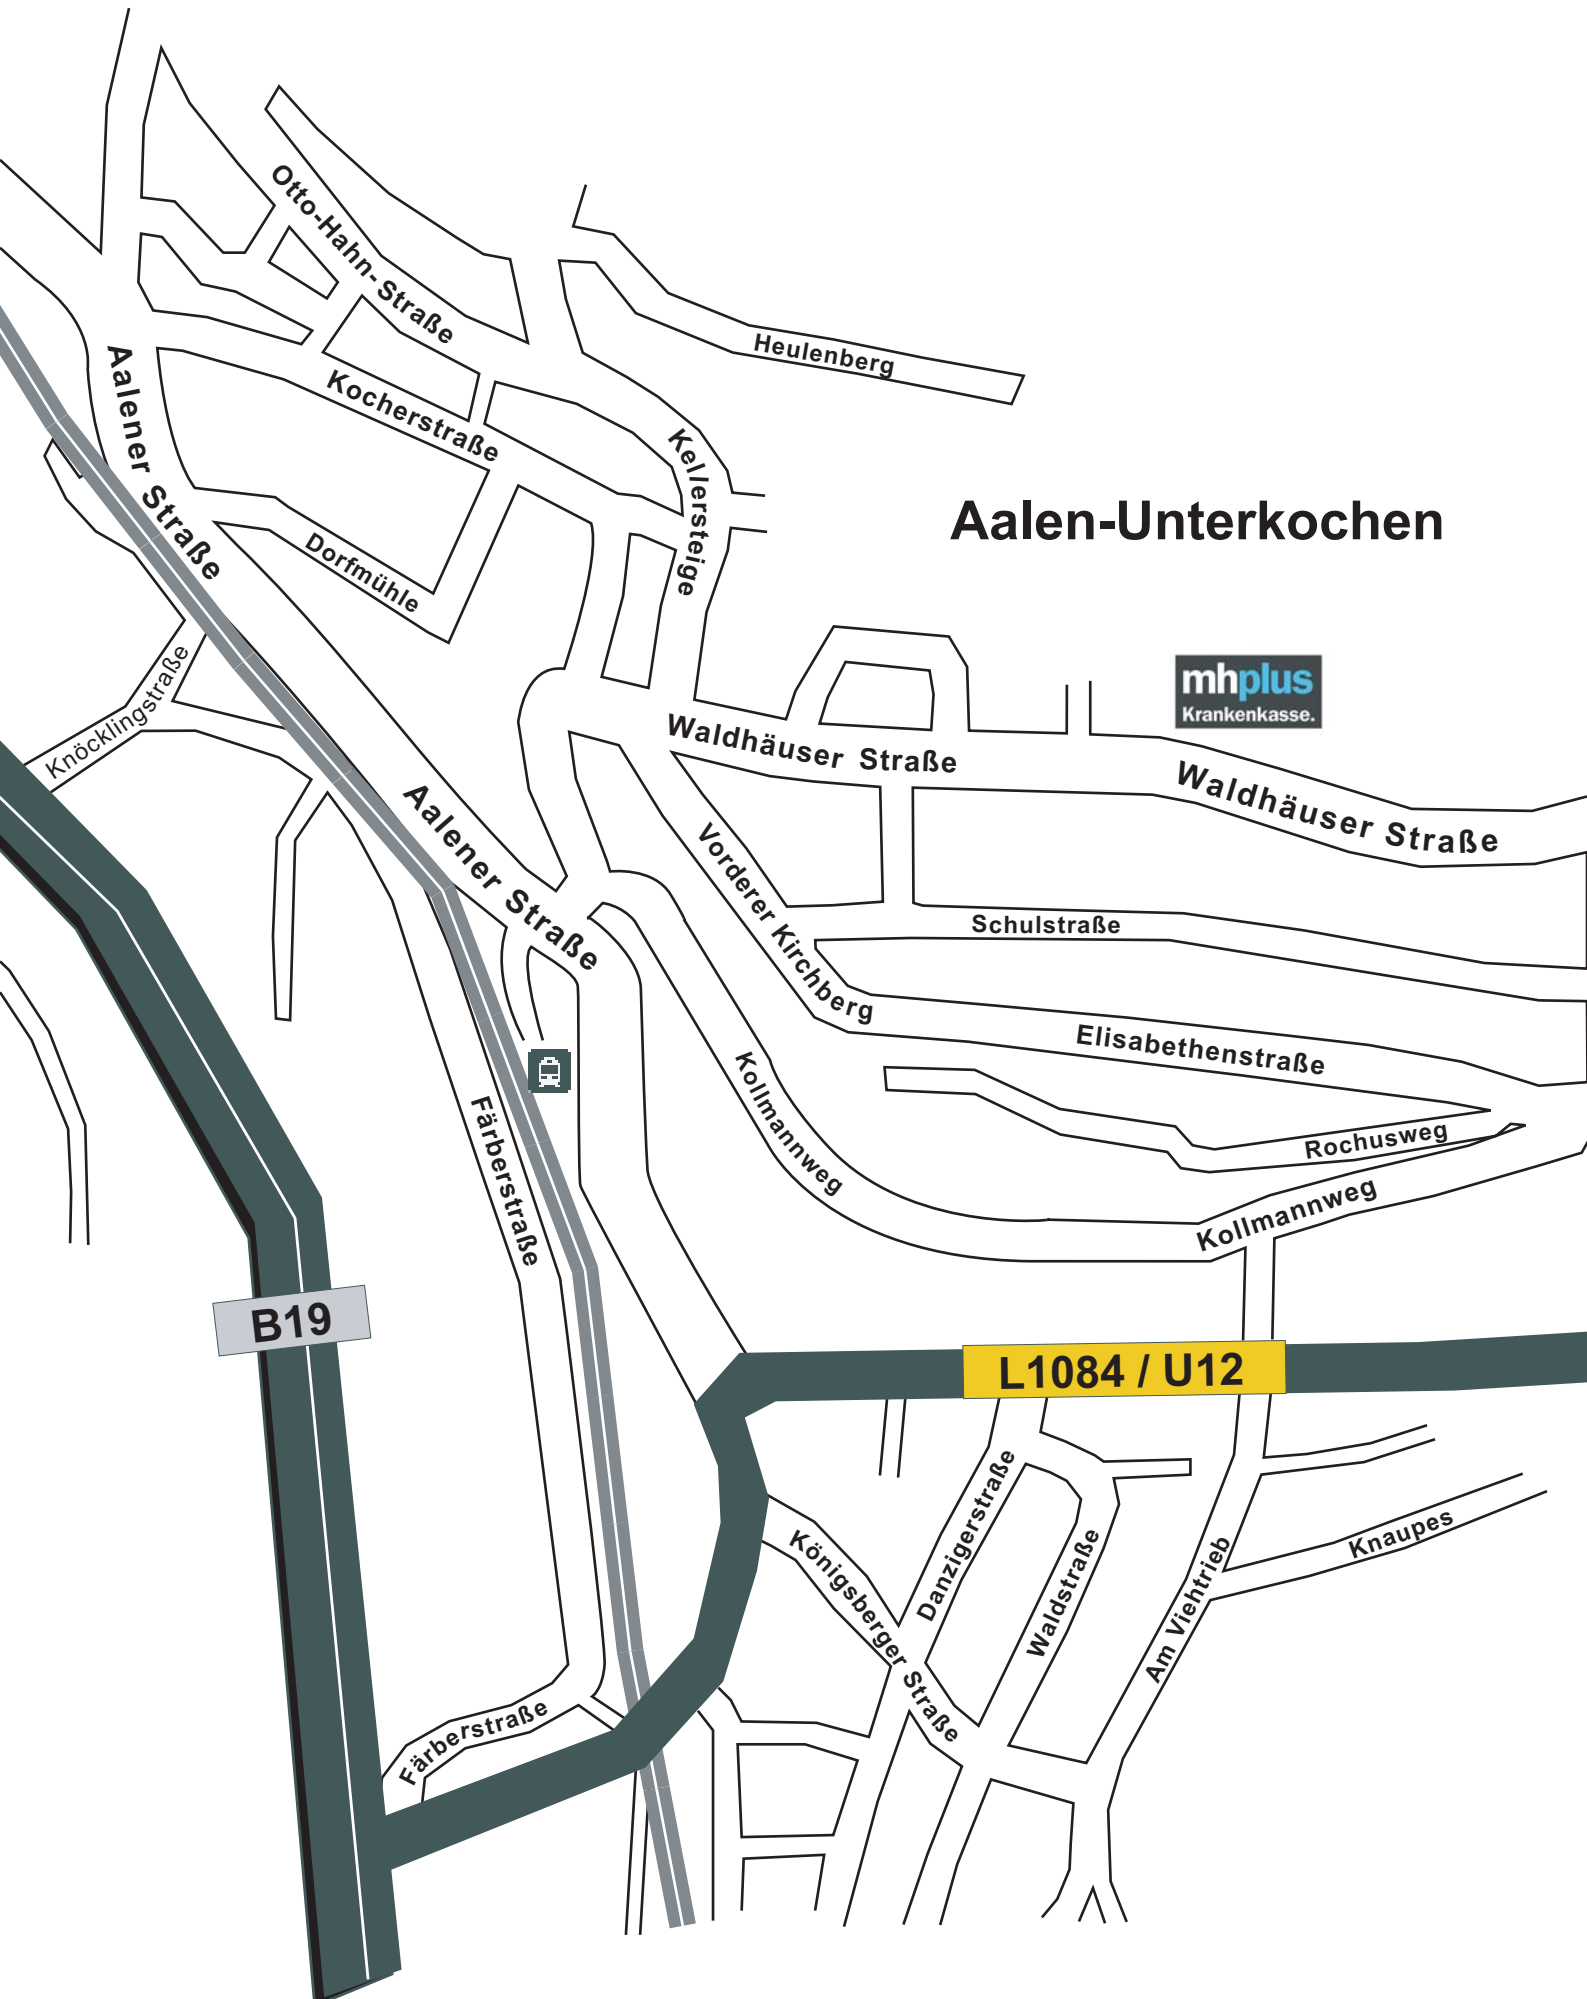 Otto-Hahn-Straße
Heulenberg
Aalener Straße
Kocherstraße
Kellersteige
Aalen-Unterkochen
Dorfmühle
Knöcklingstraße
mhplus
Krankenkasse.
Waldhäuser Straße
Waldhäuser Straße
Aalener Straße
Vorderer Kirchberg
Schulstraße
Elisabethenstraße
Kollmannweg
Färberstraße
Rochusweg
Kollmannweg
B19
L1084 / U12
Danzigerstraße
Königsberger Straße
Waldstraße
Am Viehtrieb
Knaupes
Färberstraße